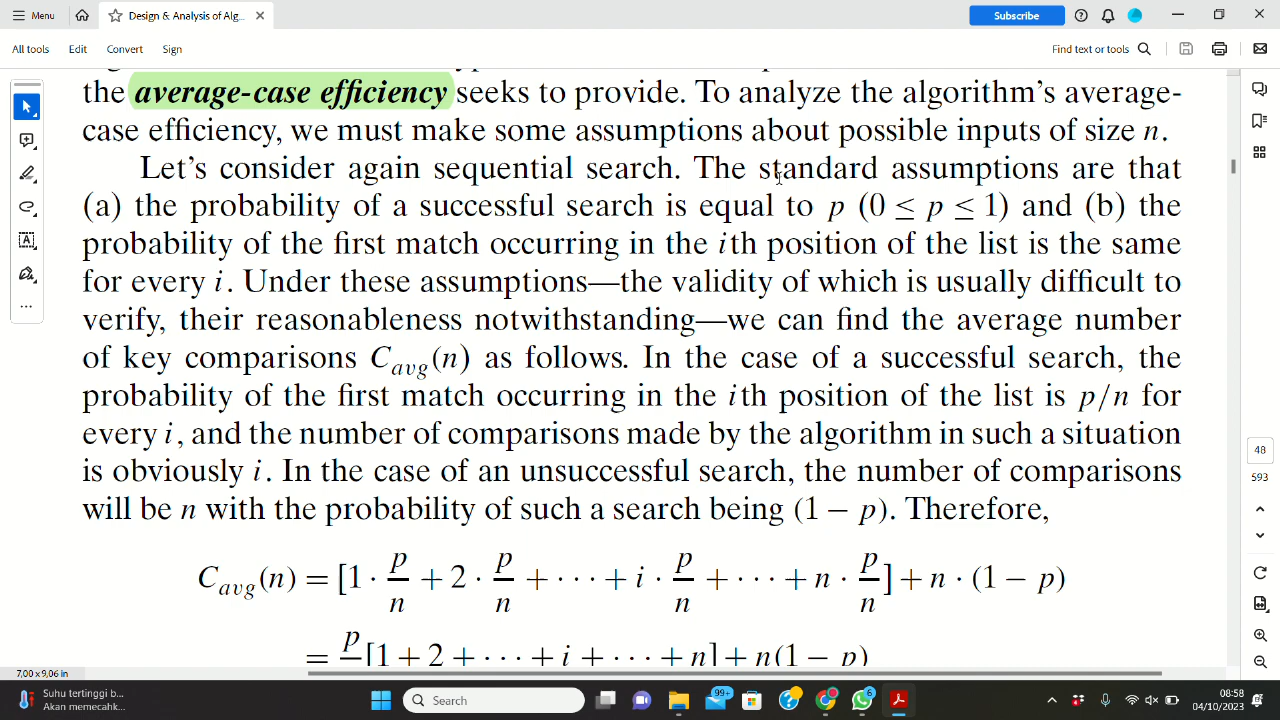 Menu
Design & Analysis of Alg...
Subscribe
All tools
Edit
Convert
Sign
Find text or tools
the average-case efficiency seeks to provide. To analyze the algorithm's average-
case efficiency, we must make some assumptions about possible inputs of size n.
Let's consider again sequential search. The standard assumptions are that
(a) the probability of a successful search is equal to p (0 ≤ p ≤ 1) and (b) the
probability of the first match occurring in the ith position of the list is the same
for every i. Under these assumptions—the validity of which is usually difficult to
verify, their reasonableness notwithstanding—we can find the average number
of key comparisons C_avg(n) as follows. In the case of a successful search, the
probability of the first match occurring in the ith position of the list is p/n for
every i, and the number of comparisons made by the algorithm in such a situation
is obviously i. In the case of an unsuccessful search, the number of comparisons
will be n with the probability of such a search being (1 − p). Therefore,
C_avg(n) = [1 · p/n + 2 · p/n + · · · + i · p/n + · · · + n · p/n] + n · (1 − p)
= p [1 + 2 + · · · + i + · · · + n] + n(1 − p)
48
593
7,00 x 9,06 in
Suhu tertinggi b...
Akan memecahk...
Search
99+
6
08:58
04/10/2023